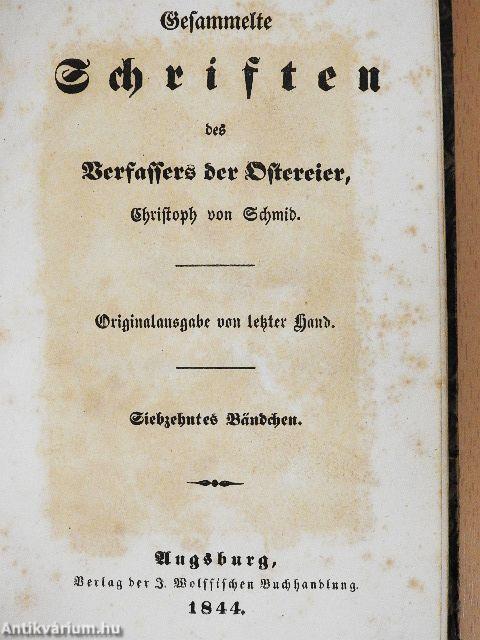 Gesammelte
Schriften
des
Verfassers der Ostereier,
Christoph von Schmid.
Originalausgabe von letzter Hand.
Siebzehntes Bändchen.
Augsburg,
Verlag der J. Wolffischen Buchhandlung.
1844.
Antikvárium.hu